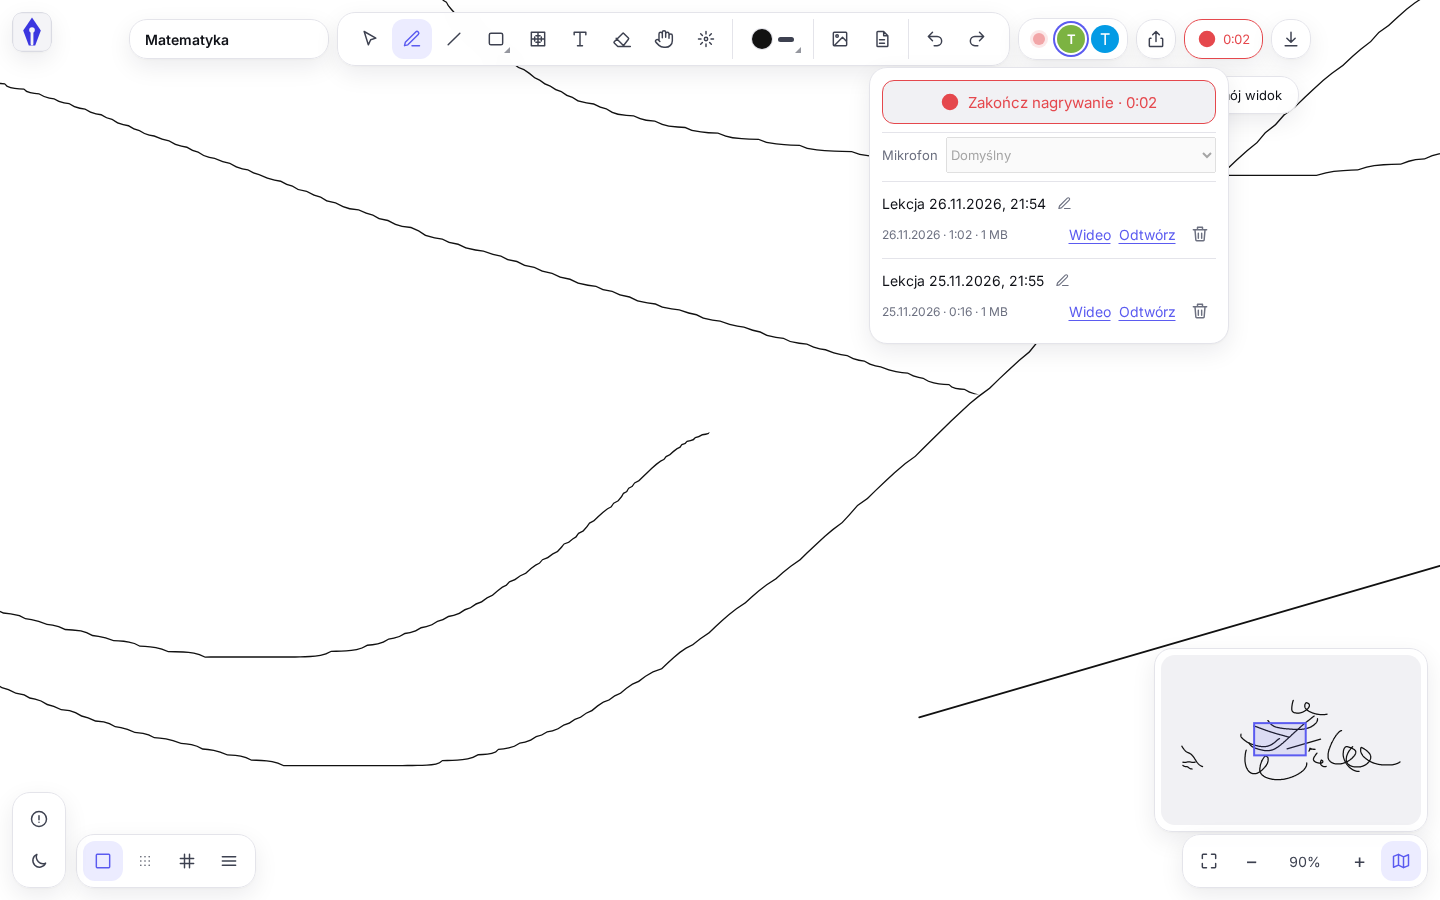 Matematyka
T
T
0:02
ój widok
Zakończ nagrywanie · 0:02
Mikrofon Domyślny
Lekcja 26.11.2026, 21:54
26.11.2026 · 1:02 · 1 MB Wideo Odtwórz
Lekcja 25.11.2026, 21:55
25.11.2026 · 0:16 · 1 MB Wideo Odtwórz
90%